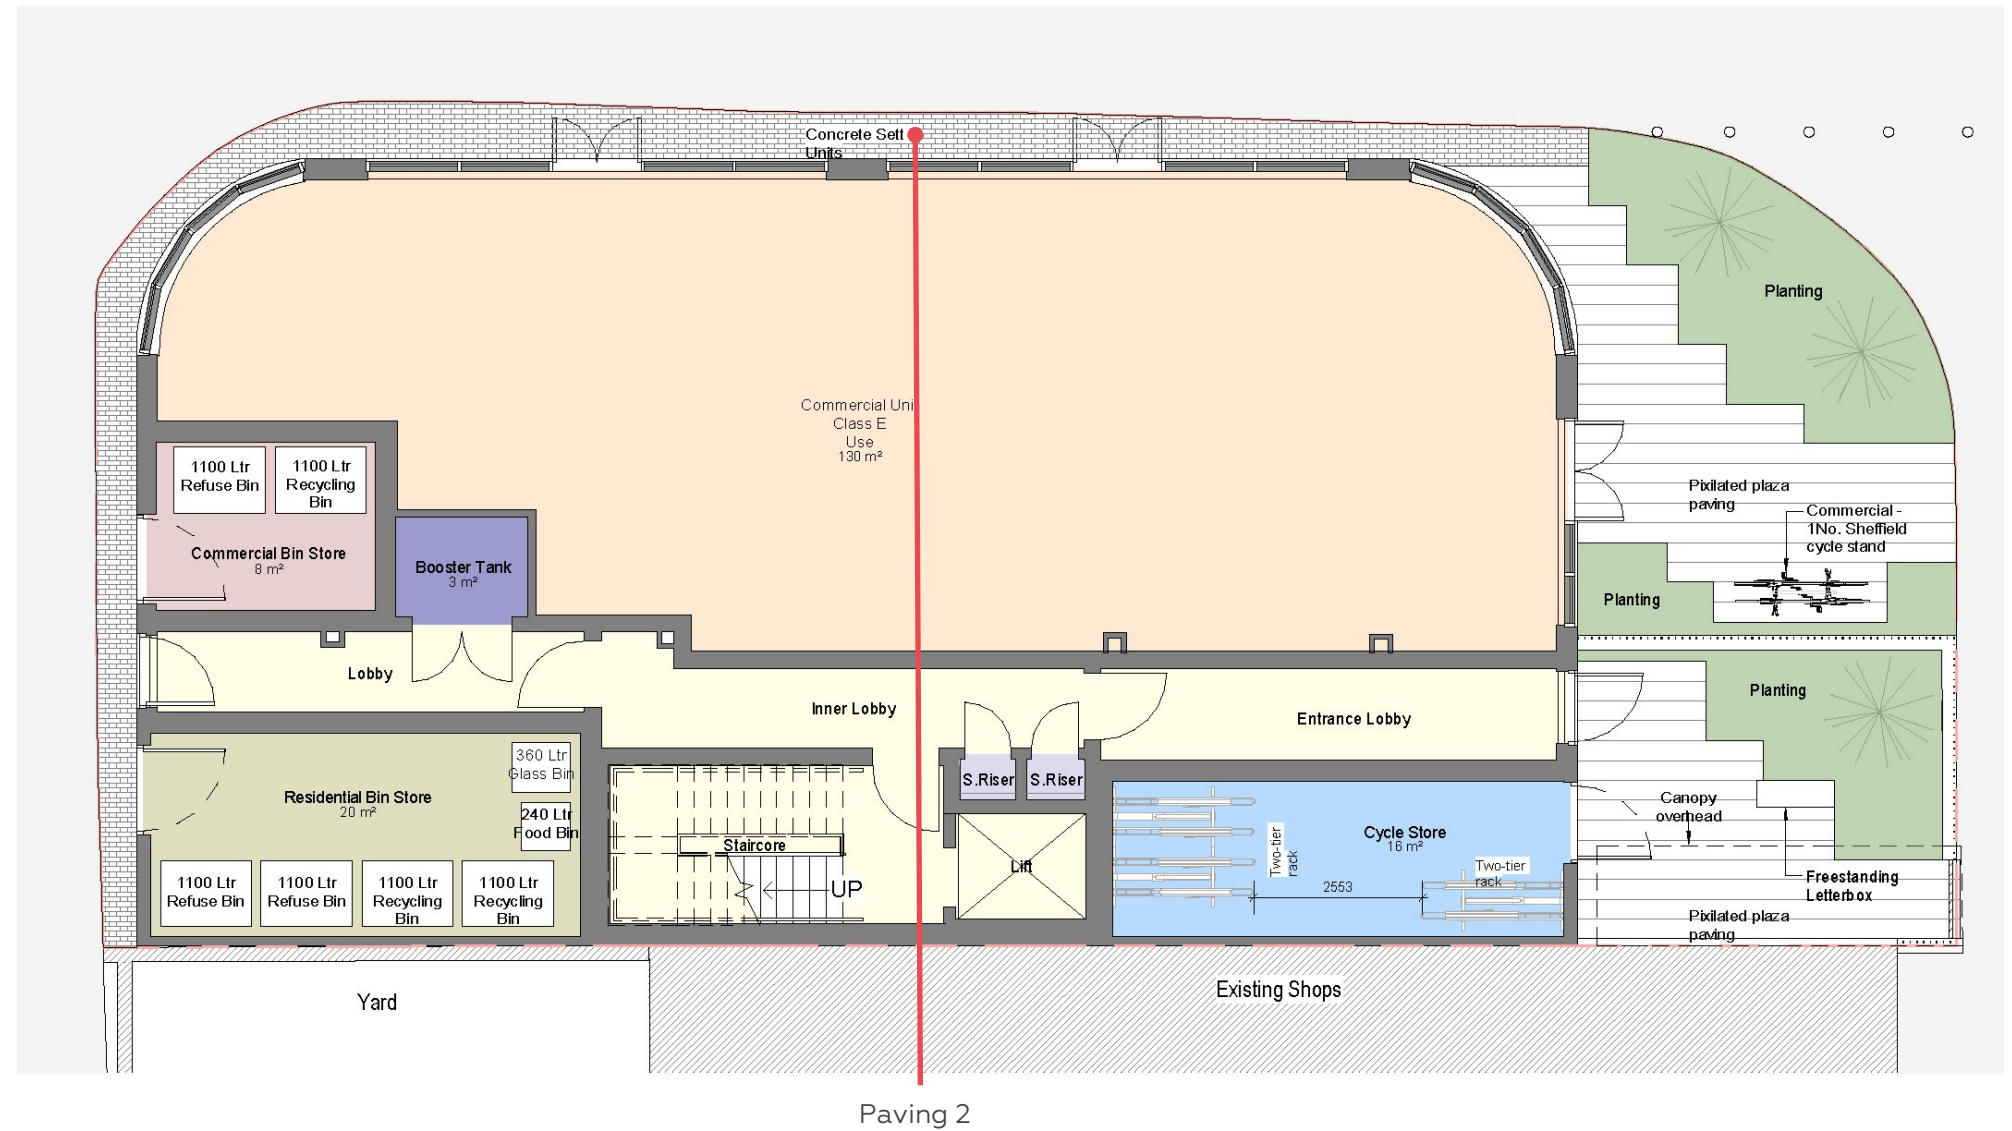 Concrete Sett
Units
Planting
Commercial Uni
Class E
Use
130 m²
1100 Ltr
Refuse Bin
1100 Ltr
Recycling
Bin
Pixilated plaza
paving
Commercial -
1No. Sheffield
cycle stand
Commercial Bin Store
8 m²
Booster Tank
3 m²
Planting
Lobby
Inner Lobby
Entrance Lobby
Planting
360 Ltr
Glass Bin
S.Riser
S.Riser
Residential Bin Store
20 m²
240 Ltr
Food Bin
Canopy
overhead
Staircore
Two-tier
rack
Cycle Store
16 m²
Lift
Two-tier
rack
1100 Ltr
Refuse Bin
1100 Ltr
Refuse Bin
1100 Ltr
Recycling
Bin
1100 Ltr
Recycling
Bin
UP
2553
Freestanding
Letterbox
Pixilated plaza
paving
Yard
Existing Shops
Paving 2